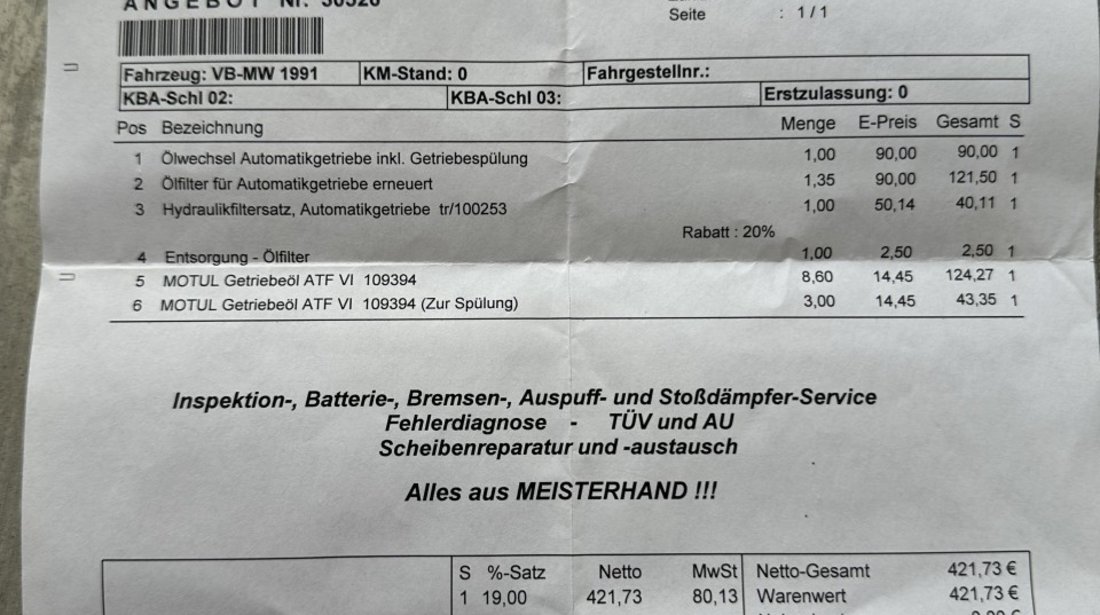 ANGEBOT Nr. 30526
Seite : 1/1
Fahrzeug: VB-MW 1991 KM-Stand: 0 Fahrgestellnr.:
KBA-Schl 02: KBA-Schl 03: Erstzulassung: 0
Pos Bezeichnung Menge E-Preis Gesamt S
1 Ölwechsel Automatikgetriebe inkl. Getriebespülung 1,00 90,00 90,00 1
2 Ölfilter für Automatikgetriebe erneuert 1,35 90,00 121,50 1
3 Hydraulikfiltersatz, Automatikgetriebe tr/100253 1,00 50,14 40,11 1
Rabatt : 20%
4 Entsorgung - Ölfilter 1,00 2,50 2,50 1
5 MOTUL Getriebeöl ATF VI 109394 8,60 14,45 124,27 1
6 MOTUL Getriebeöl ATF VI 109394 (Zur Spülung) 3,00 14,45 43,35 1
Inspektion-, Batterie-, Bremsen-, Auspuff- und Stoßdämpfer-Service
Fehlerdiagnose - TÜV und AU
Scheibenreparatur und -austausch
Alles aus MEISTERHAND !!!
S %-Satz Netto MwSt Netto-Gesamt 421,73 €
1 19,00 421,73 80,13 Warenwert 421,73 €